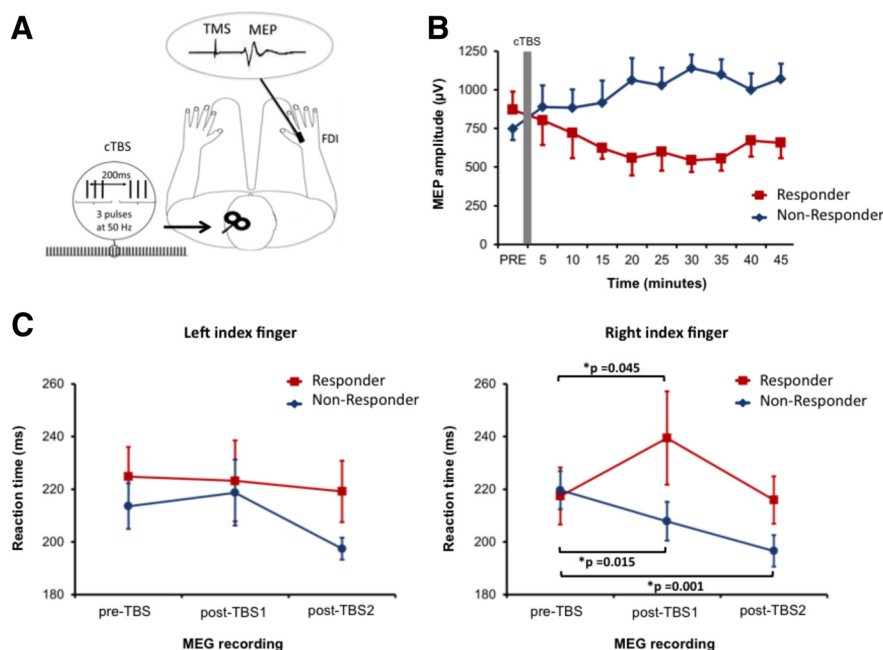 A
TMS
MEP
FDI
cTBS
200ms
3 pulses
at 50 Hz
B
cTBS
1250
1000
750
500
250
0
MEP amplitude (µV)
Responder
Non-Responder
PRE 5 10 15 20 25 30 35 40 45
Time (minutes)
C
Left index finger
260
240
220
200
180
Reaction time (ms)
Responder
Non-Responder
pre-TBS post-TBS1 post-TBS2
MEG recording
Right index finger
260
240
220
200
180
Reaction time (ms)
*p =0.045
Responder
Non-Responder
*p =0.015
*p =0.001
pre-TBS post-TBS1 post-TBS2
MEG recording